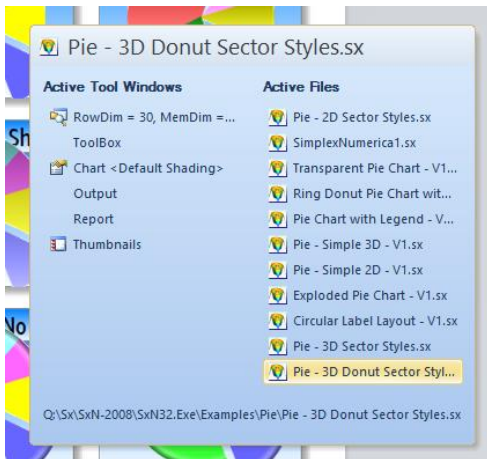 Pie - 3D Donut Sector Styles.sx
Active Tool Windows
RowDim = 30, MemDim =...
ToolBox
Chart <Default Shading>
Output
Report
Thumbnails
Active Files
Pie - 2D Sector Styles.sx
SimplexNumerica1.sx
Transparent Pie Chart - V1...
Ring Donut Pie Chart wit...
Pie Chart with Legend - V...
Pie - Simple 3D - V1.sx
Pie - Simple 2D - V1.sx
Exploded Pie Chart - V1.sx
Circular Label Layout - V1.sx
Pie - 3D Sector Styles.sx
Pie - 3D Donut Sector Styl...
Q:\Sx\SxN-2008\SxN32.Exe\Examples\Pie\Pie - 3D Donut Sector Styles.sx
Sh
No